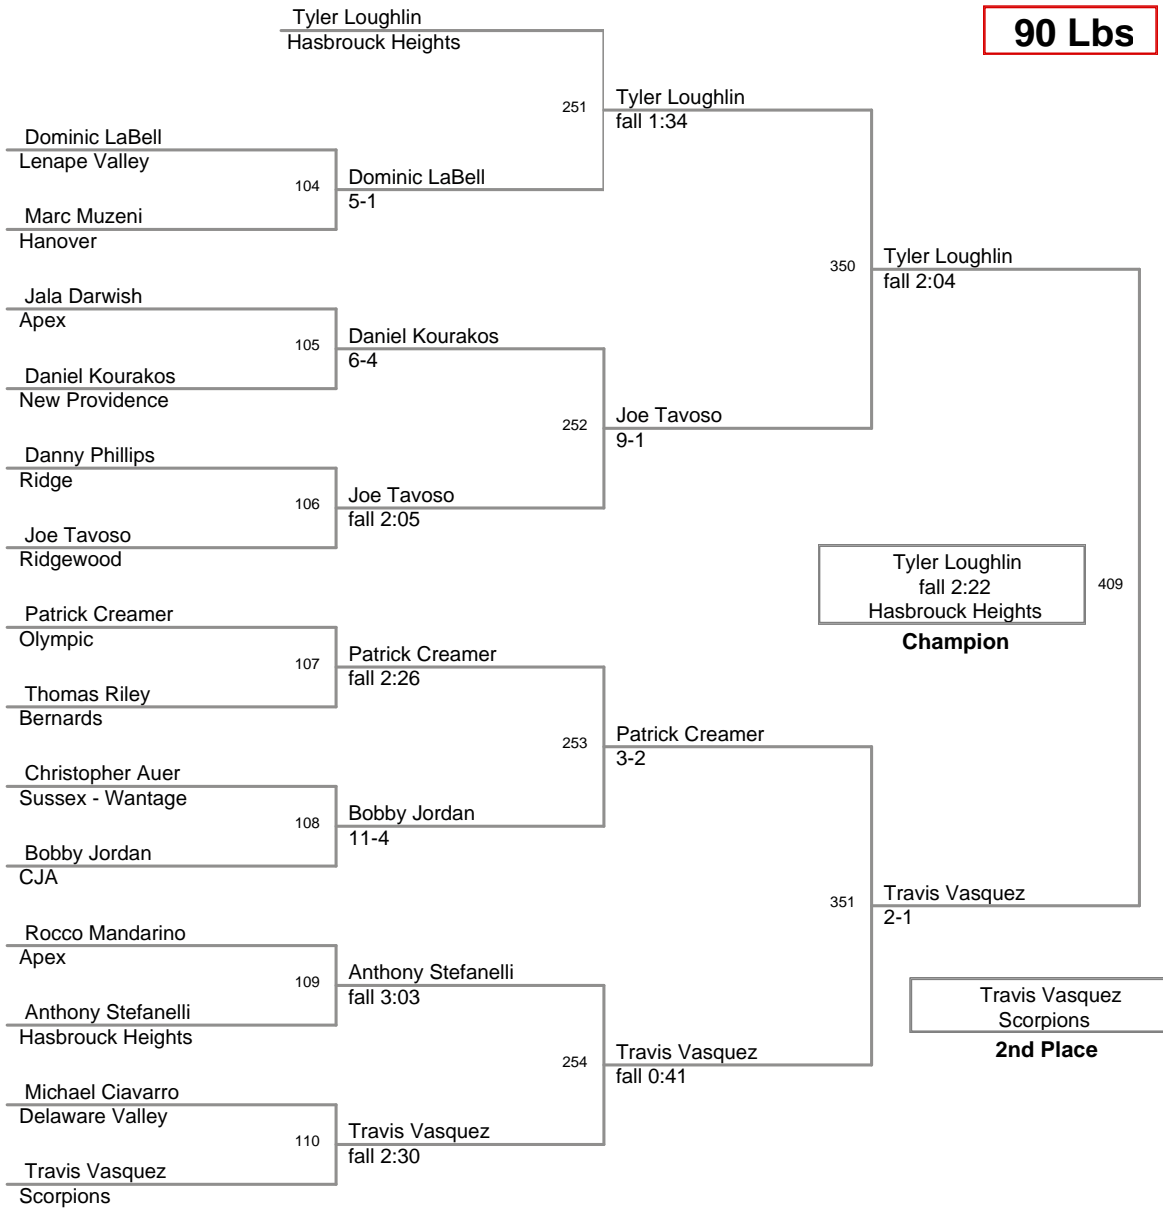 Tyler Loughlin
Hasbrouck Heights
90 Lbs
251
Tyler Loughlin
fall 1:34
Dominic LaBell
Lenape Valley
104
Dominic LaBell
5-1
Marc Muzeni
Hanover
350
Tyler Loughlin
fall 2:04
Jala Darwish
Apex
105
Daniel Kourakos
6-4
Daniel Kourakos
New Providence
252
Joe Tavoso
9-1
Danny Phillips
Ridge
106
Joe Tavoso
fall 2:05
Joe Tavoso
Ridgewood
Tyler Loughlin
fall 2:22
Hasbrouck Heights
409
Champion
Patrick Creamer
Olympic
107
Patrick Creamer
fall 2:26
Thomas Riley
Bernards
253
Patrick Creamer
3-2
Christopher Auer
Sussex - Wantage
108
Bobby Jordan
11-4
Bobby Jordan
CJA
351
Travis Vasquez
2-1
Rocco Mandarino
Apex
109
Anthony Stefanelli
fall 3:03
Anthony Stefanelli
Hasbrouck Heights
Travis Vasquez
Scorpions
2nd Place
254
Travis Vasquez
fall 0:41
Michael Ciavarro
Delaware Valley
110
Travis Vasquez
fall 2:30
Travis Vasquez
Scorpions